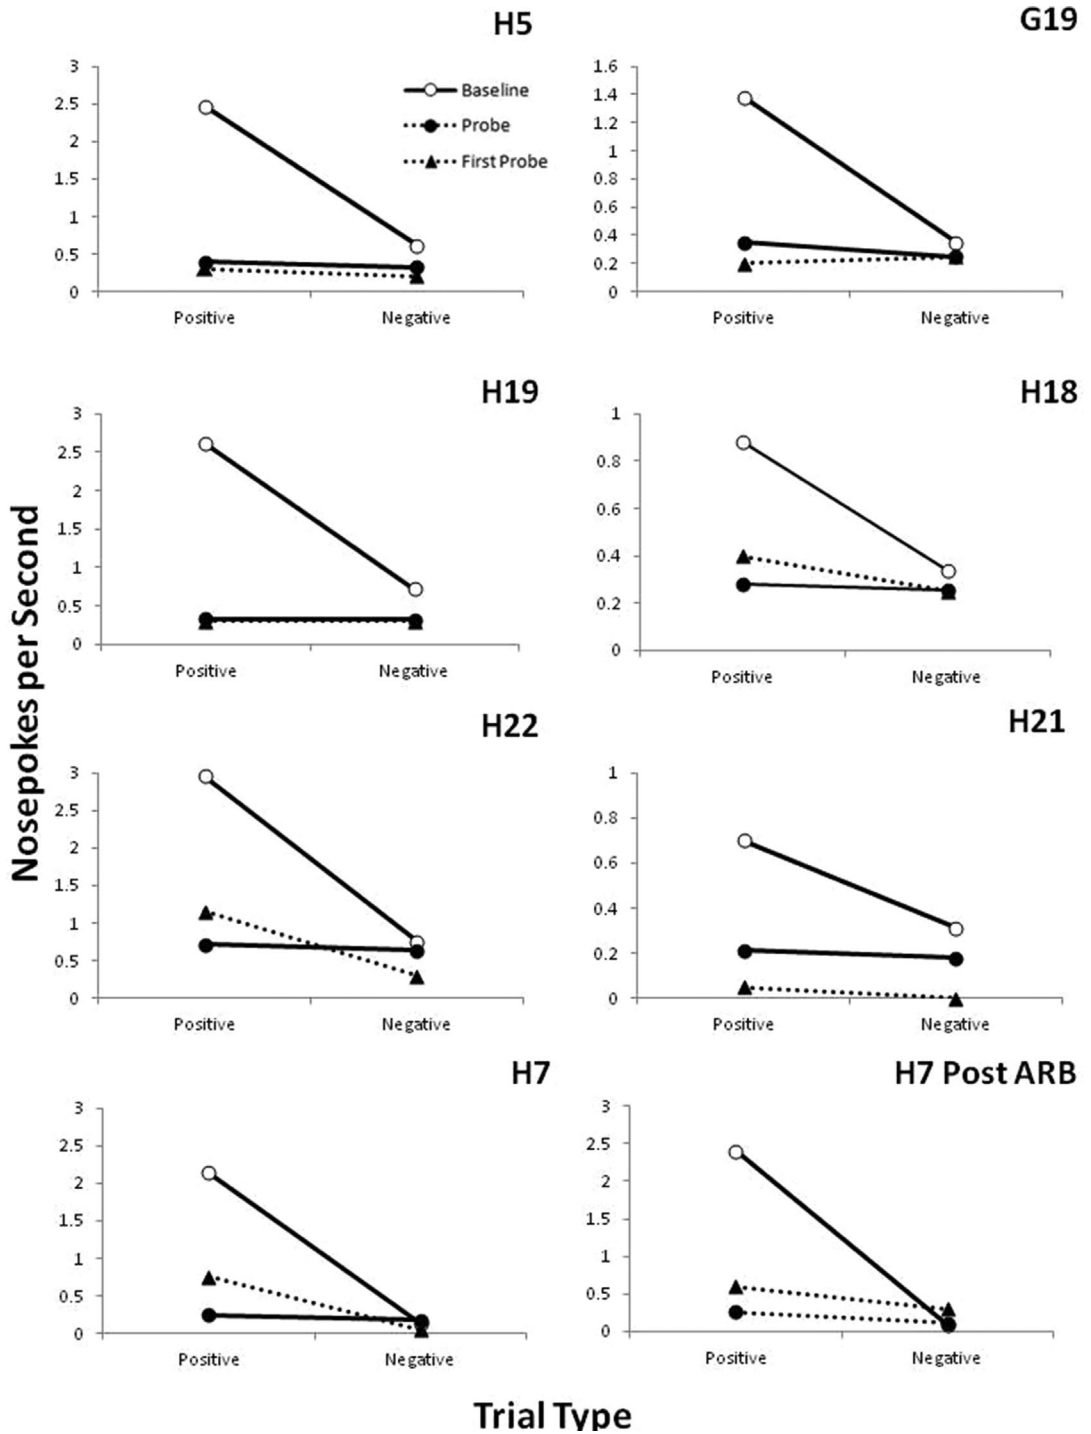 H5
3
2.5
2
1.5
1
0.5
0
Positive
Negative
Baseline
Probe
First Probe
G19
1.6
1.4
1.2
1
0.8
0.6
0.4
0.2
0
Positive
Negative
Nosepokes per Second
H19
3
2.5
2
1.5
1
0.5
0
Positive
Negative
H18
1
0.8
0.6
0.4
0.2
0
Positive
Negative
H22
3
2.5
2
1.5
1
0.5
0
Positive
Negative
H21
1
0.8
0.6
0.4
0.2
0
Positive
Negative
H7
3
2.5
2
1.5
1
0.5
0
Positive
Negative
H7 Post ARB
3
2.5
2
1.5
1
0.5
0
Positive
Negative
Trial Type